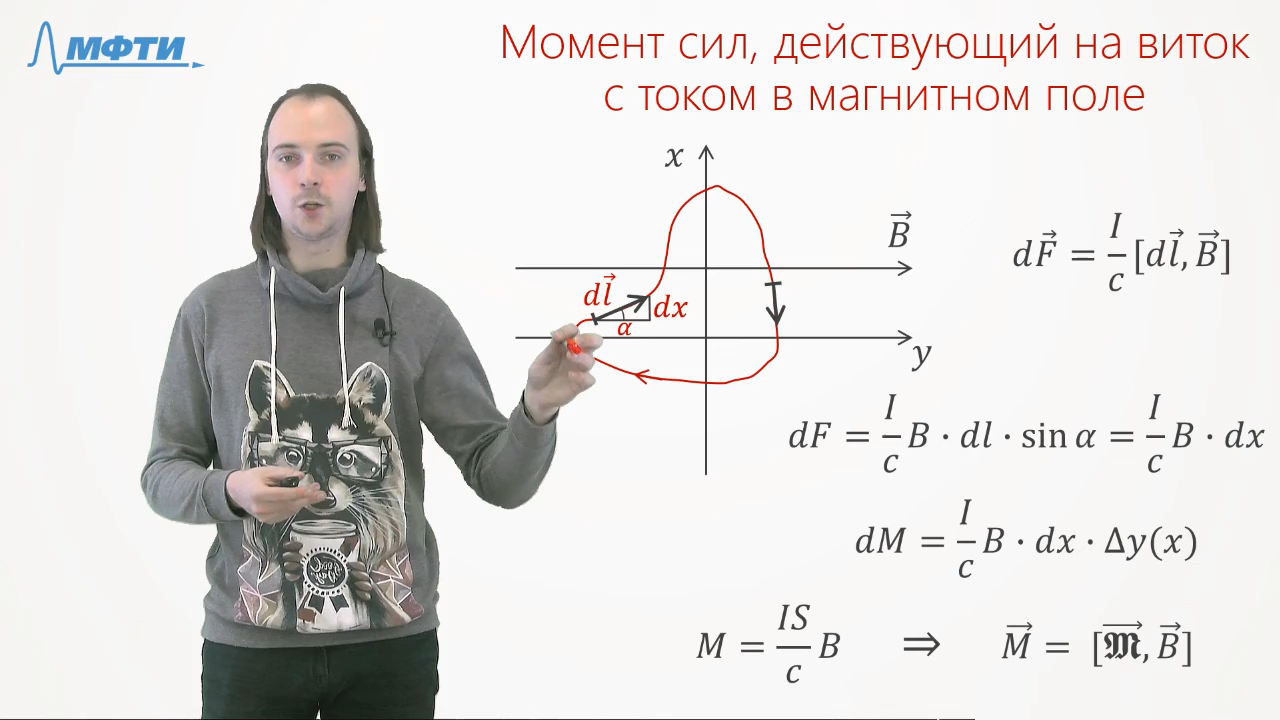 МФТИ
Момент сил, действующий на виток
с током в магнитном поле
x
B⃗
dF⃗ = I/c [dl⃗, B⃗]
dl⃗
dx
α
y
dF = I/c B · dl · sin α = I/c B · dx
dM = I/c B · dx · Δy(x)
M = IS/c B ⇒ M⃗ = [𝕸⃗, B⃗]